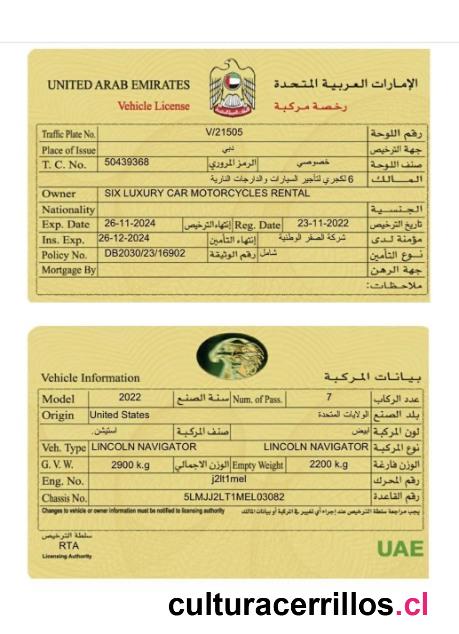 UNITED ARAB EMIRATES الإمارات العربية المتحدة
Vehicle License رخصة مركبة
Traffic Plate No. V/21505 رقم اللوحة
Place of Issue دبي جهة الترخيص
T. C. No. 50439368 الرمز المروري خصوصي صنف اللوحة
6 لكجري لتأجير السيارات والدارجات النارية المــالــك
Owner SIX LUXURY CAR MOTORCYCLES RENTAL
Nationality الجنسية
Exp. Date 26-11-2024 إنتهاء الترخيص Reg. Date 23-11-2022 تاريخ الترخيص
Ins. Exp. 26-12-2024 إنتهاء التأمين شركة الصقر الوطنية مؤمنة لدى
Policy No. DB2030/23/16902 رقم الوثيقة شامل نوع التأمين
Mortgage By جهة الرهن
ملاحظات:
Vehicle Information بيانات المركبة
Model 2022 سنة الصنع Num. of Pass. 7 عدد الركاب
Origin United States الولايات المتحدة بلد الصنع
استيشن. صنف المركبة ابيض لون المركبة
Veh. Type LINCOLN NAVIGATOR LINCOLN NAVIGATOR نوع المركبة
G. V. W. 2900 k.g الوزن الاجمالي Empty Weight 2200 k.g الوزن فارغة
Eng. No. j2lt1mel رقم المحرك
Chassis No. 5LMJJ2LT1MEL03082 رقم القاعدة
Changes to vehicle or owner information must be notified to licensing authority يجب مراجعة سلطة الترخيص عند إجراء أي تغيير في المركبة أو بيانات المالك
سلطة الترخيص
RTA
Licensing Authority
UAE
culturacerrillos.cl